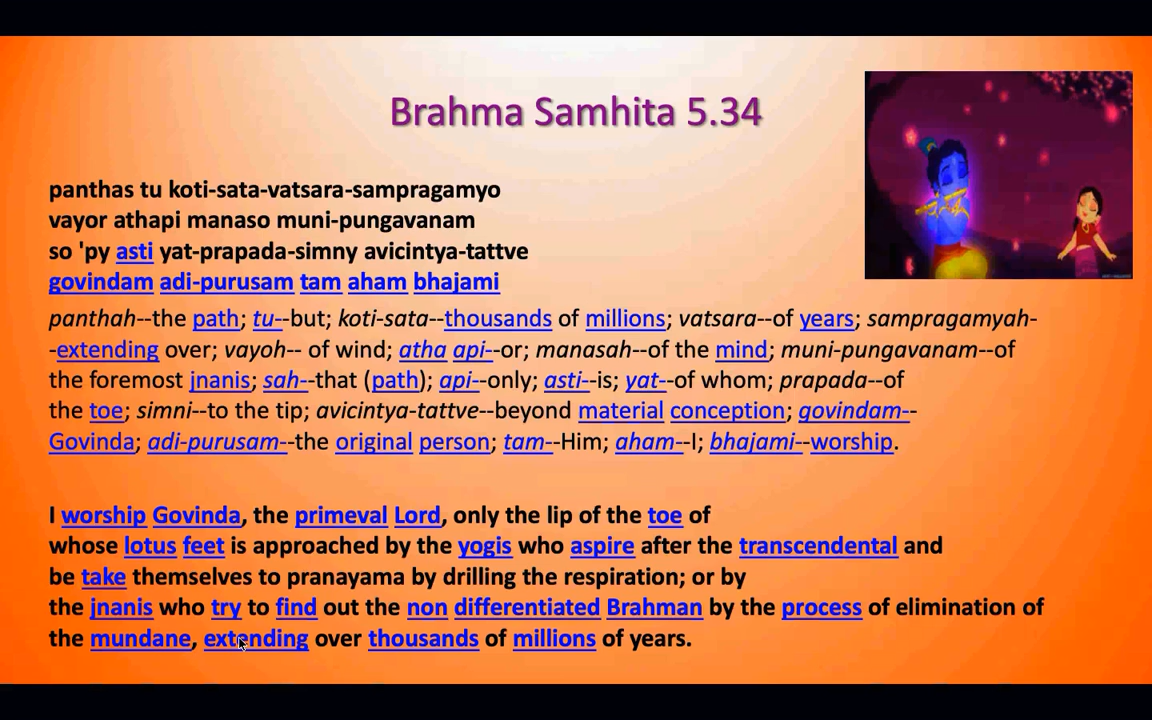 Brahma Samhita 5.34
panthas tu koti-sata-vatsara-sampragamyo
vayor athapi manaso muni-pungavanam
so 'py asti yat-prapada-simny avicintya-tattve
govindam adi-purusam tam aham bhajami
panthah--the path; tu--but; koti-sata--thousands of millions; vatsara--of years; sampragamyah-
-extending over; vayoh-- of wind; atha api--or; manasah--of the mind; muni-pungavanam--of
the foremost jnanis; sah--that (path); api--only; asti--is; yat--of whom; prapada--of
the toe; simni--to the tip; avicintya-tattve--beyond material conception; govindam--
Govinda; adi-purusam--the original person; tam--Him; aham--I; bhajami--worship.
I worship Govinda, the primeval Lord, only the lip of the toe of
whose lotus feet is approached by the yogis who aspire after the transcendental and
be take themselves to pranayama by drilling the respiration; or by
the jnanis who try to find out the non differentiated Brahman by the process of elimination of
the mundane, extending over thousands of millions of years.